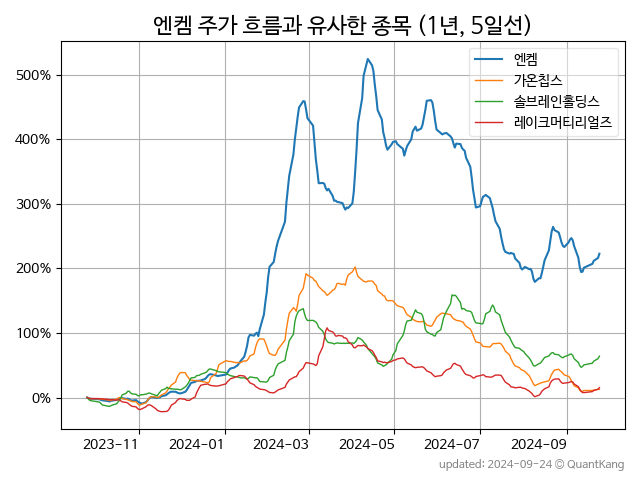 엔켐 주가 흐름과 유사한 종목 (1년, 5일선)
엔켐
가온칩스
솔브레인홀딩스
레이크머티리얼즈
500%
400%
300%
200%
100%
0%
2023-11
2024-01
2024-03
2024-05
2024-07
2024-09
updated: 2024-09-24 © QuantKang